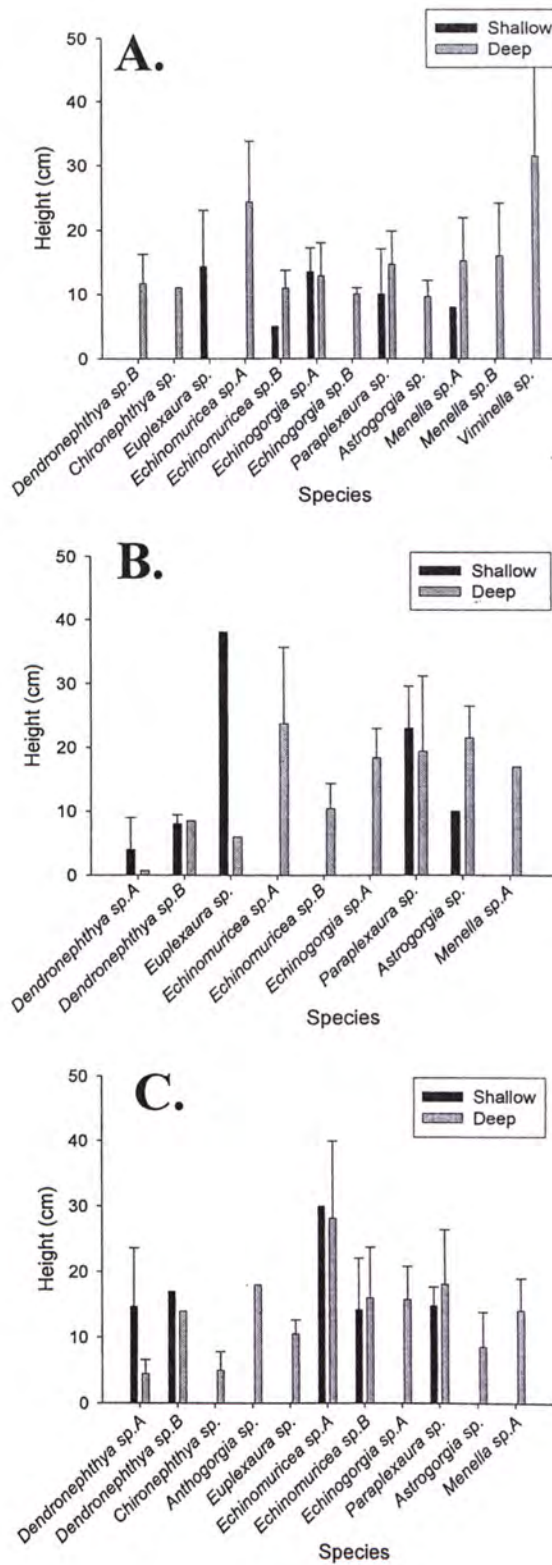 A.
Shallow
Deep
Height (cm)
50
40
30
20
10
0
Dendronephthya sp.B
Chironephthya sp.
Euplexaura sp.
Echinomuricea sp.A
Echinomuricea sp.B
Echinogorgia sp.A
Echinogorgia sp.B
Paraplexaura sp.
Astrogorgia sp.
Menella sp.A
Menella sp.B
Viminella sp.
Species
B.
Shallow
Deep
Height (cm)
50
40
30
20
10
0
Dendronephthya sp.A
Dendronephthya sp.B
Euplexaura sp.
Echinomuricea sp.A
Echinomuricea sp.B
Echinogorgia sp.A
Paraplexaura sp.
Astrogorgia sp.
Menella sp.A
Species
C.
Shallow
Deep
Height (cm)
50
40
30
20
10
0
Dendronephthya sp.A
Dendronephthya sp.B
Chironephthya sp.
Anthogorgia sp.
Euplexaura sp.
Echinomuricea sp.A
Echinomuricea sp.B
Echinogorgia sp.A
Paraplexaura sp.
Astrogorgia sp.
Menella sp.A
Species